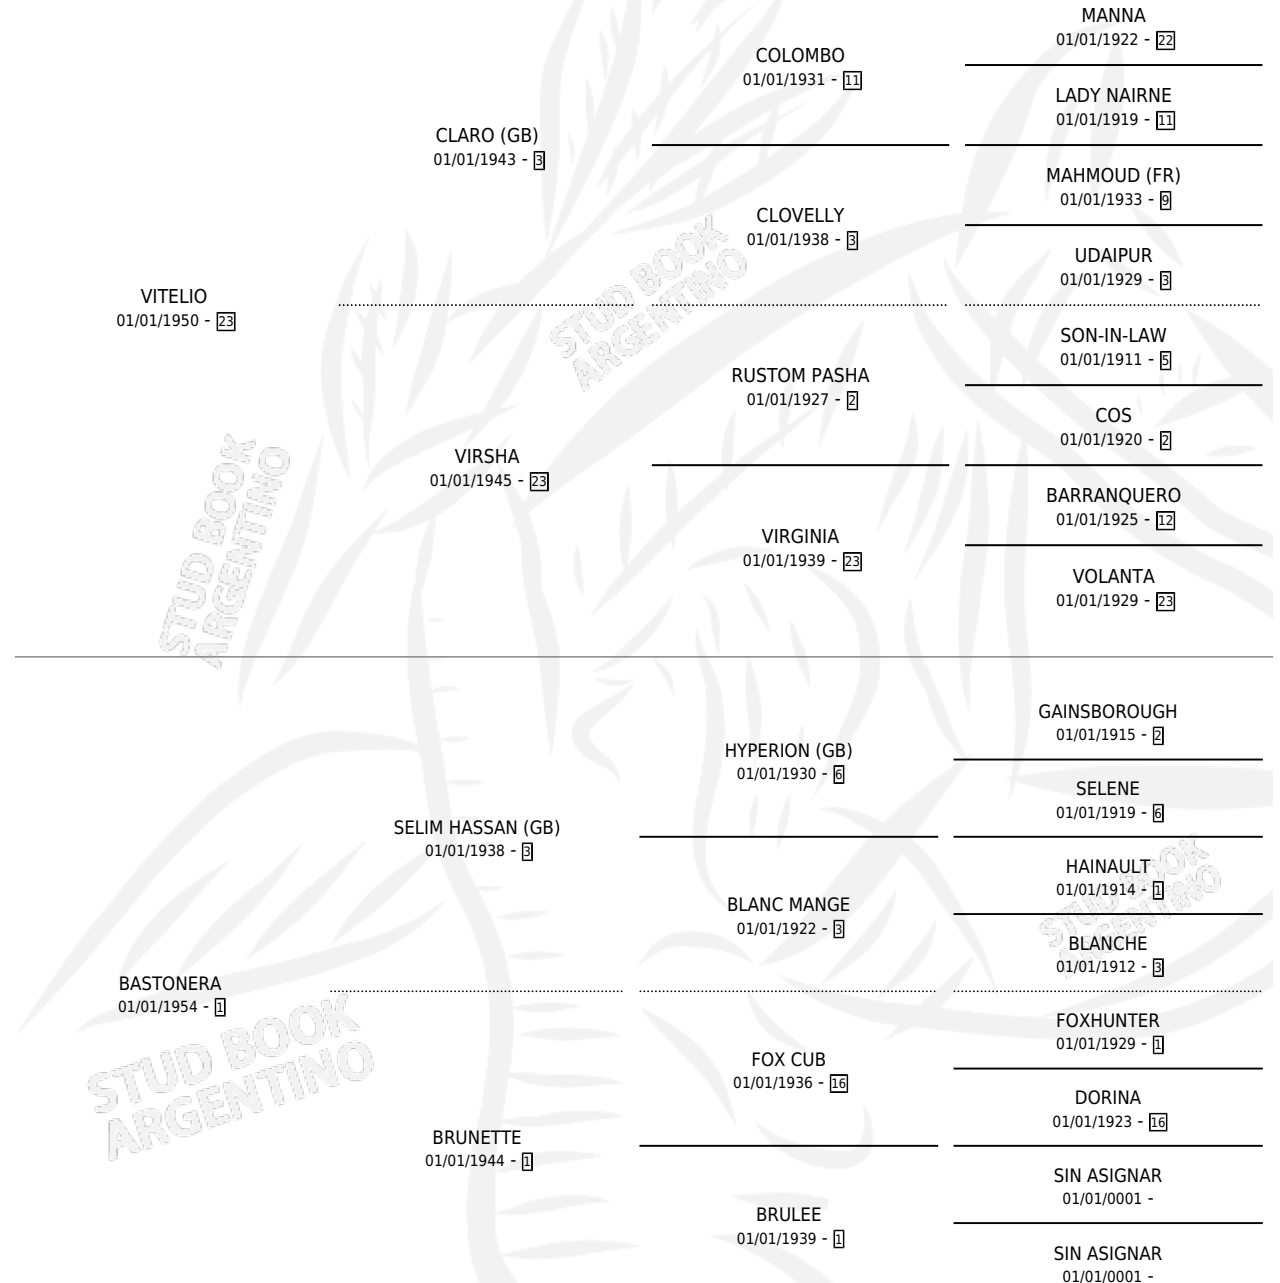 MANNA
01/01/1922 - 22
COLOMBO
01/01/1931 - 11
LADY NAIRNE
01/01/1919 - 11
CLARO (GB)
01/01/1943 - 3
MAHMOUD (FR)
01/01/1933 - 9
CLOVELLY
01/01/1938 - 3
UDAIPUR
01/01/1929 - 3
STUD BOOK
ARGENTINO
VITELIO
01/01/1950 - 23
SON-IN-LAW
01/01/1911 - 5
RUSTOM PASHA
01/01/1927 - 2
COS
01/01/1920 - 2
VIRSHA
01/01/1945 - 23
BARRANQUERO
01/01/1925 - 12
VIRGINIA
01/01/1939 - 23
VOLANTA
01/01/1929 - 23
STUD BOOK
ARGENTINO
GAINSBOROUGH
01/01/1915 - 2
HYPERION (GB)
01/01/1930 - 6
SELENE
01/01/1919 - 6
SELIM HASSAN (GB)
01/01/1938 - 3
HAINAULT
01/01/1914 - 1
BLANC MANGE
01/01/1922 - 3
BLANCHE
01/01/1912 - 3
STUD BOOK
ARGENTINO
BASTONERA
01/01/1954 - 1
FOXHUNTER
01/01/1929 - 1
FOX CUB
01/01/1936 - 16
DORINA
01/01/1923 - 16
STUD BOOK
ARGENTINO
BRUNETTE
01/01/1944 - 1
SIN ASIGNAR
01/01/0001 -
BRULEE
01/01/1939 - 1
SIN ASIGNAR
01/01/0001 -